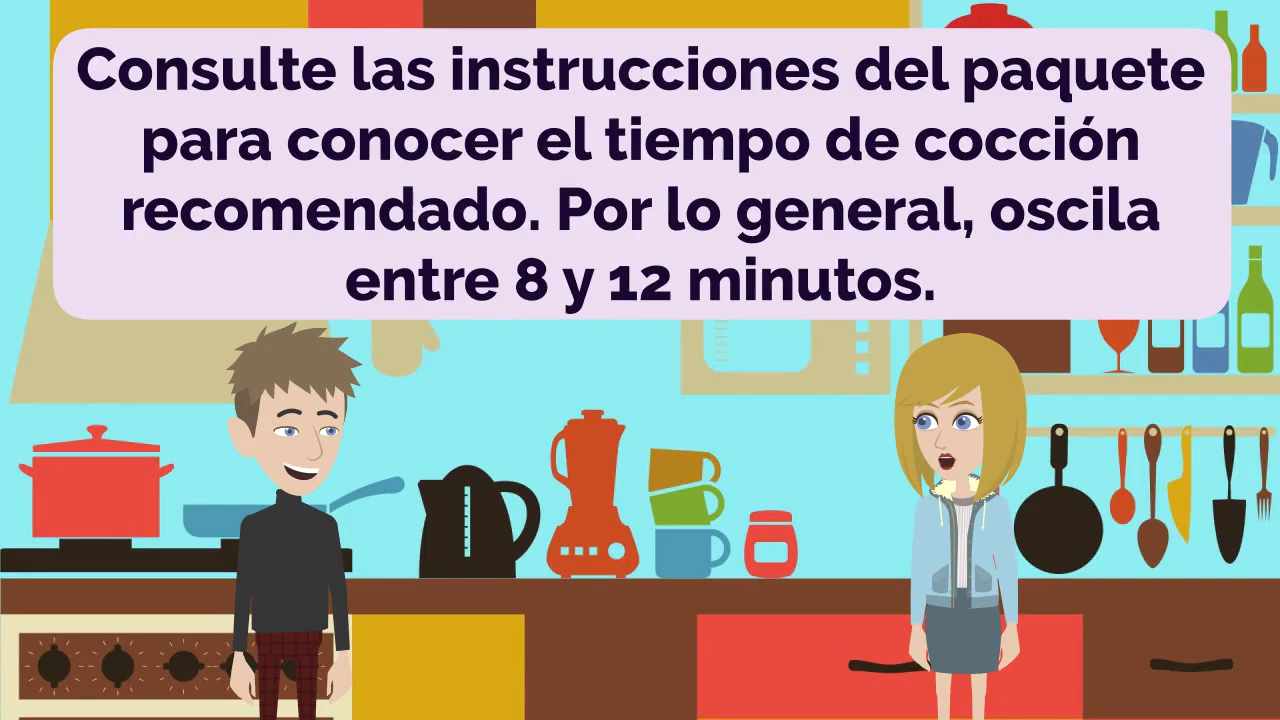 Consulte las instrucciones del paquete
para conocer el tiempo de cocción
recomendado. Por lo general, oscila
entre 8 y 12 minutos.